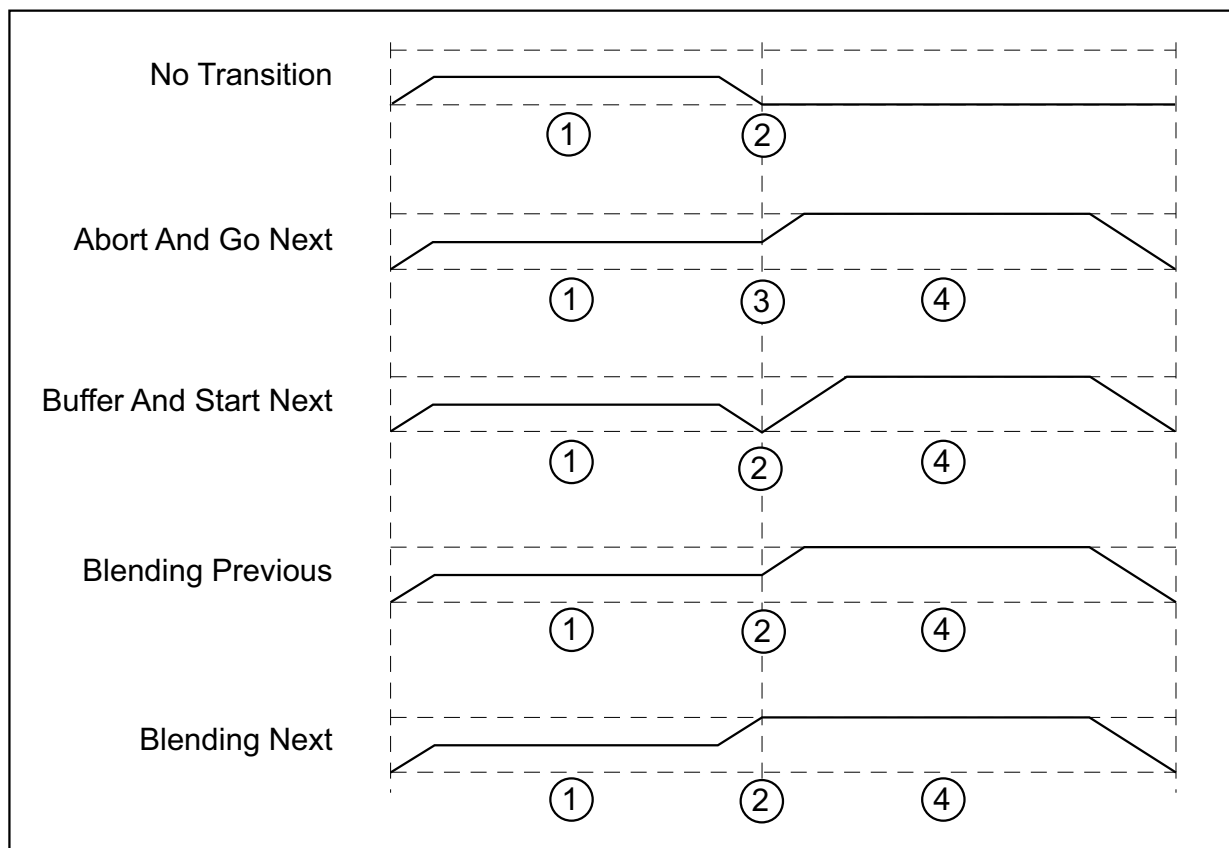 No Transition
1 2
Abort And Go Next
1 3 4
Buffer And Start Next
1 2 4
Blending Previous
1 2 4
Blending Next
1 2 4